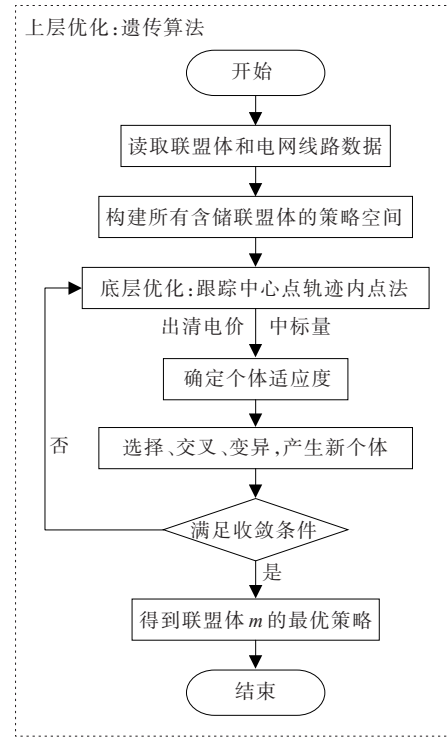 上层优化:遗传算法
开始
读取联盟体和电网线路数据
构建所有含储联盟体的策略空间
底层优化:跟踪中心点轨迹内点法
出清电价 中标量
确定个体适应度
选择、交叉、变异,产生新个体
否
满足收敛条件
是
得到联盟体m的最优策略
结束